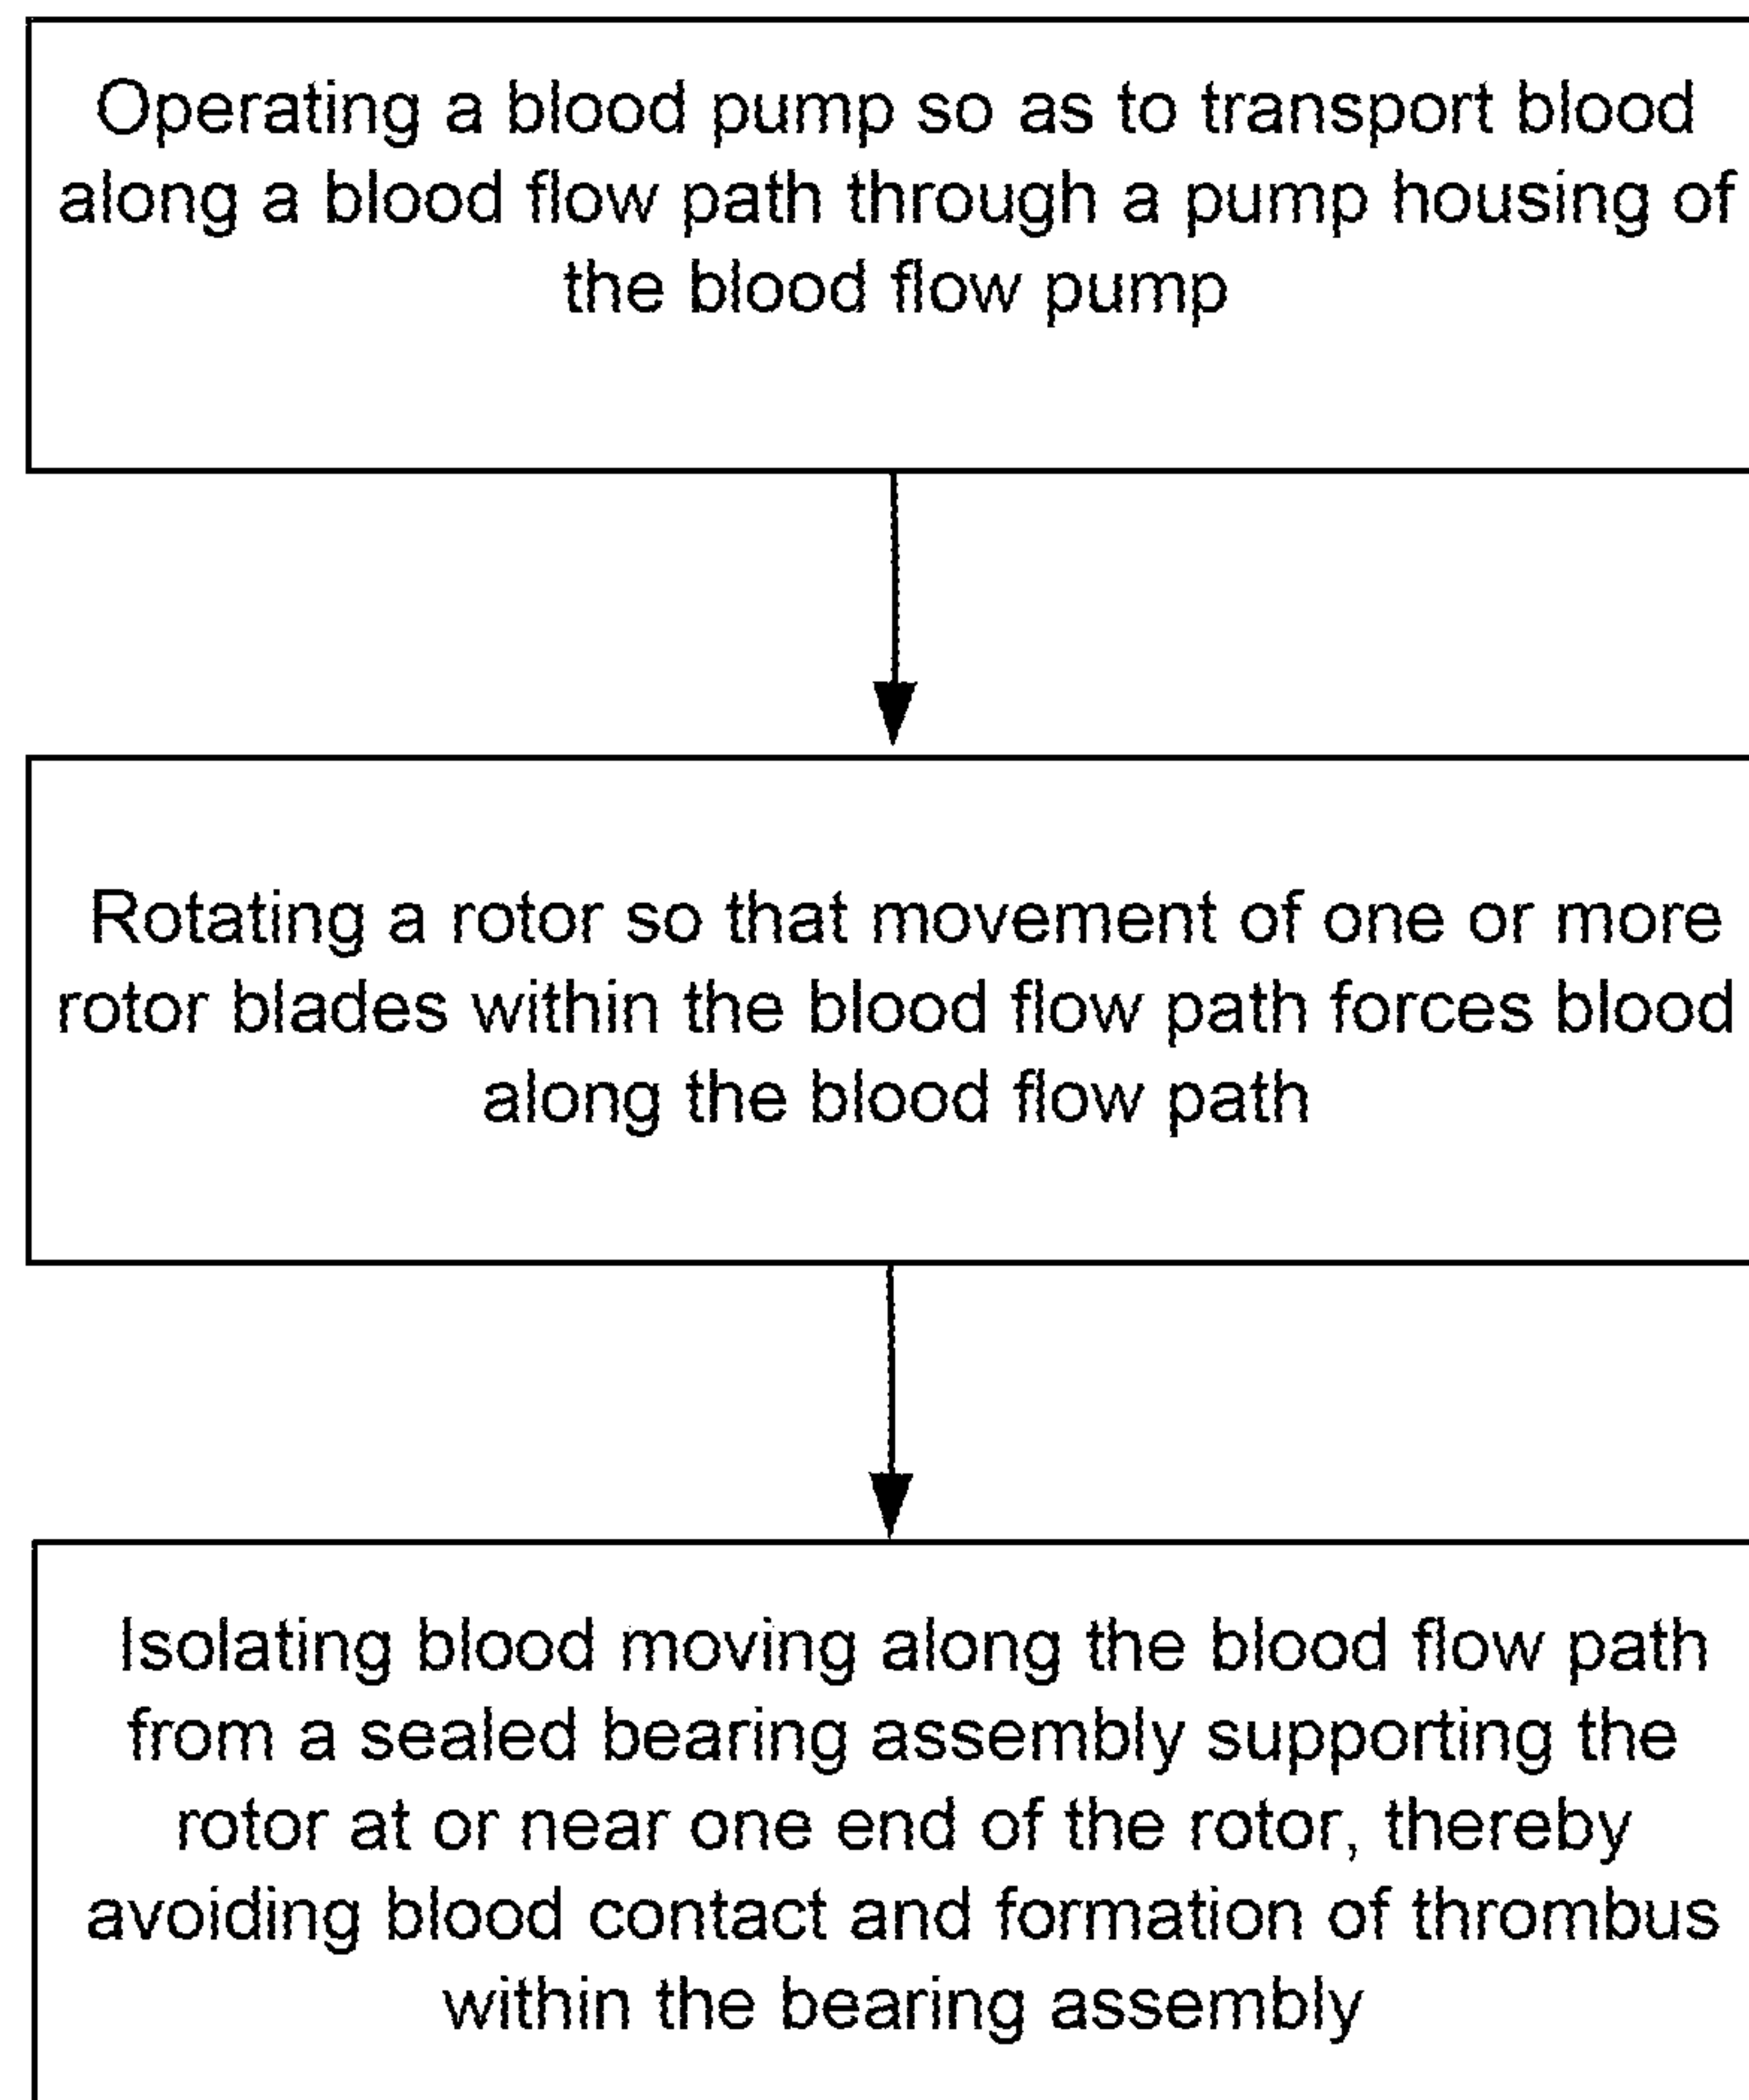 Operating a blood pump so as to transport blood
along a blood flow path through a pump housing of
the blood flow pump
Rotating a rotor so that movement of one or more
rotor blades within the blood flow path forces blood
along the blood flow path
Isolating blood moving along the blood flow path
from a sealed bearing assembly supporting the
rotor at or near one end of the rotor, thereby
avoiding blood contact and formation of thrombus
within the bearing assembly